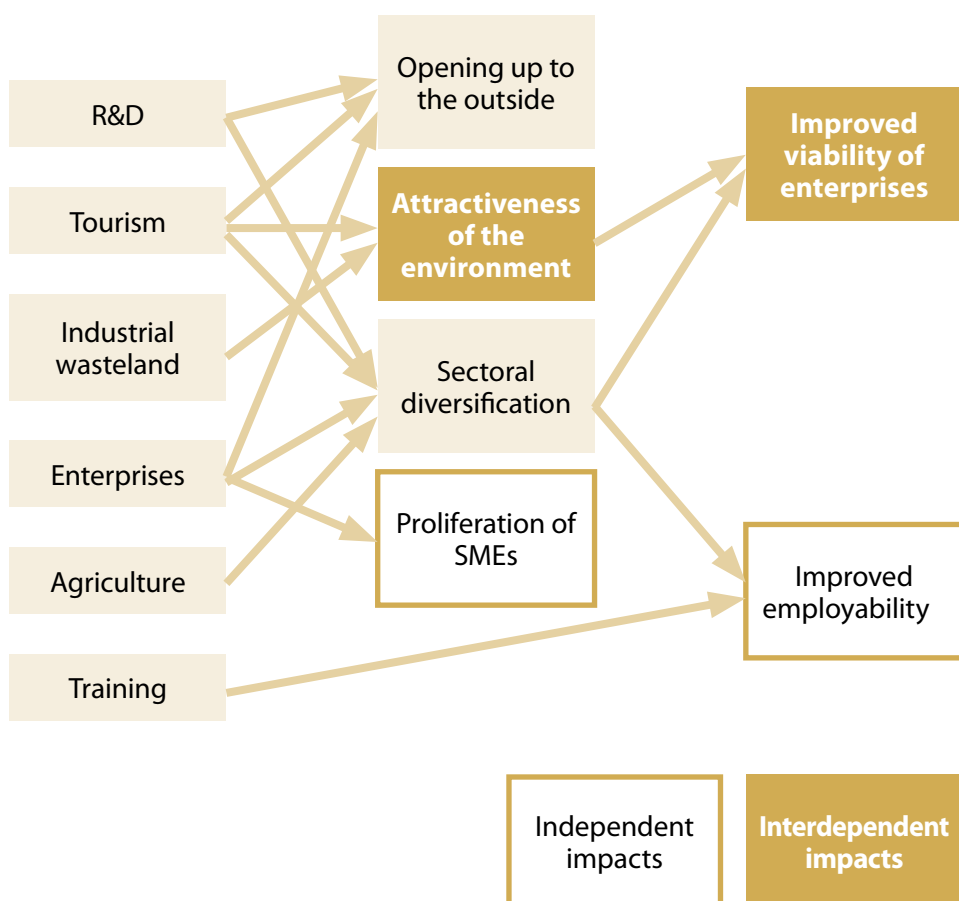 R&D
Tourism
Industrial
wasteland
Enterprises
Agriculture
Training
Opening up to
the outside
Attractiveness
of the
environment
Sectoral
diversification
Proliferation of
SMEs
Improved
viability of
enterprises
Improved
employability
Independent
impacts
Interdependent
impacts